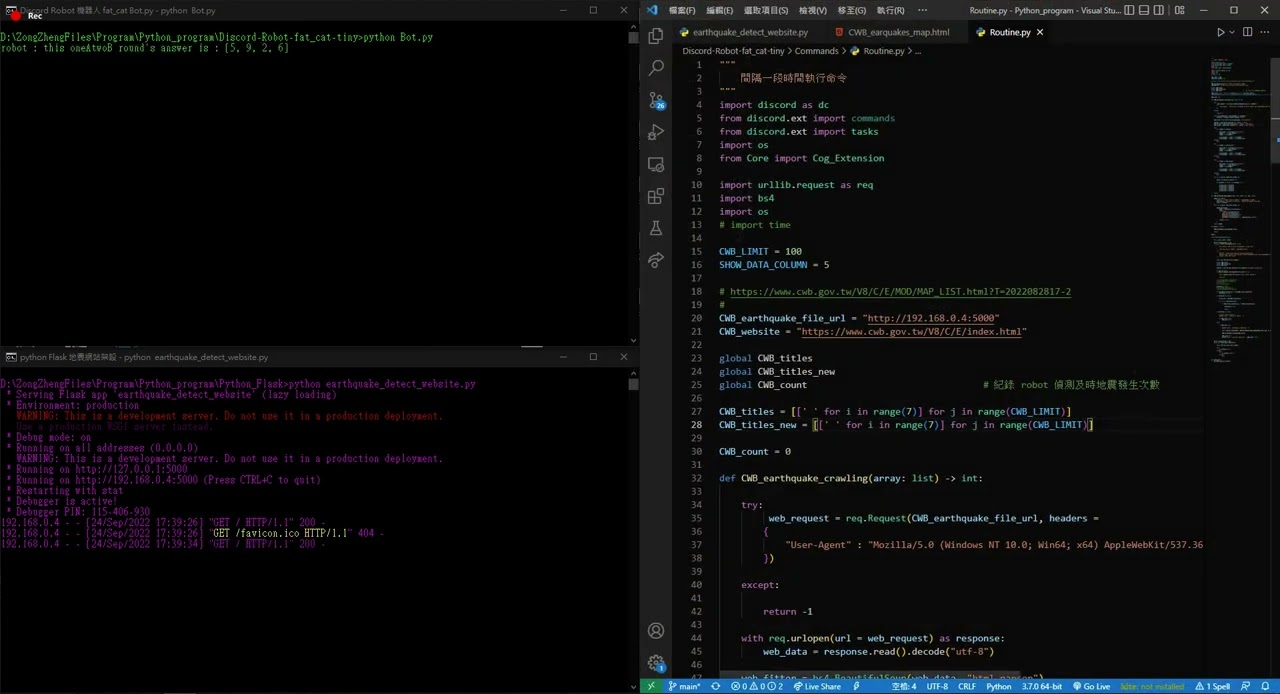 Discord Robot 機器人 fat_cat Bot.py - python Bot.py
Rec
D:\ZongZhengFiles\Program\Python_program\Discord-Robot-fat_cat-tiny>python Bot.py
robot : this oneAtwoB round's answer is : [5, 9, 2, 6]
python Flask 地震網站架設 - python earthquake_detect_website.py
D:\ZongZhengFiles\Program\Python_program\Python_Flask>python earthquake_detect_website.py
* Serving Flask app 'earthquake_detect_website' (lazy loading)
* Environment: production
WARNING: This is a development server. Do not use it in a production deployment.
Use a production WSGI server instead.
* Debug mode: on
* Running on all addresses (0.0.0.0)
WARNING: This is a development server. Do not use it in a production deployment.
* Running on http://127.0.0.1:5000
* Running on http://192.168.0.4:5000 (Press CTRL+C to quit)
* Restarting with stat
* Debugger is active!
* Debugger PIN: 115-406-930
192.168.0.4 - - [24/Sep/2022 17:39:26] "GET / HTTP/1.1" 200 -
192.168.0.4 - - [24/Sep/2022 17:39:26] "GET /favicon.ico HTTP/1.1" 404 -
192.168.0.4 - - [24/Sep/2022 17:39:34] "GET / HTTP/1.1" 200 -
檔案(F) 編輯(E) 選取項目(S) 檢視(V) 移至(G) 執行(R) ··· Routine.py - Python_program - Visual Stu...
earthquake_detect_website.py CWB_earquakes_map.html Routine.py
Discord-Robot-fat_cat-tiny > Commands > Routine.py > ...
1 """
2 間隔一段時間執行命令
3 """
4 import discord as dc
5 from discord.ext import commands
6 from discord.ext import tasks
7 import os
8 from Core import Cog_Extension
9
10 import urllib.request as req
11 import bs4
12 import os
13 # import time
14
15 CWB_LIMIT = 100
16 SHOW_DATA_COLUMN = 5
17
18 # https://www.cwb.gov.tw/V8/C/E/MOD/MAP_LIST.html?T=2022082817-2
19 #
20 CWB_earthquake_file_url = "http://192.168.0.4:5000"
21 CWB_website = "https://www.cwb.gov.tw/V8/C/E/index.html"
22
23 global CWB_titles
24 global CWB_titles_new
25 global CWB_count # 紀錄 robot 偵測及時地震發生次數
26
27 CWB_titles = [[' ' for i in range(7)] for j in range(CWB_LIMIT)]
28 CWB_titles_new = [[' ' for i in range(7)] for j in range(CWB_LIMIT)]
29
30 CWB_count = 0
31
32 def CWB_earthquake_crawling(array: list) -> int:
33
34 try:
35 web_request = req.Request(CWB_earthquake_file_url, headers =
36 {
37 "User-Agent" : "Mozilla/5.0 (Windows NT 10.0; Win64; x64) AppleWebKit/537.36
38 })
39
40 except:
41
42 return -1
43
44 with req.urlopen(url = web_request) as response:
45 web_data = response.read().decode("utf-8")
46
26
1
main* 0 0 2 Live Share 空格: 4 UTF-8 CRLF Python 3.7.0 64-bit Go Live 1 Spell